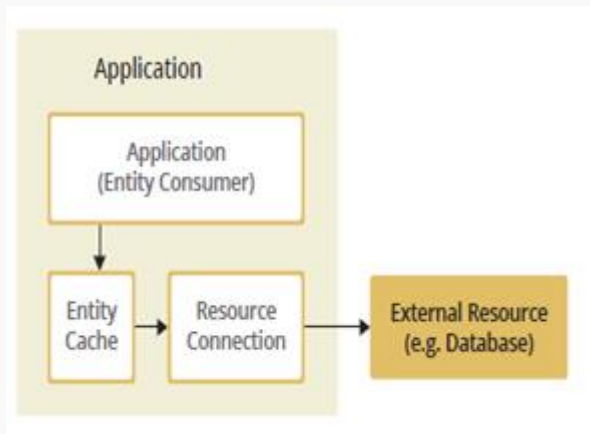 Application
Application
(Entity Consumer)
Entity
Cache
Resource
Connection
External Resource
(e.g. Database)